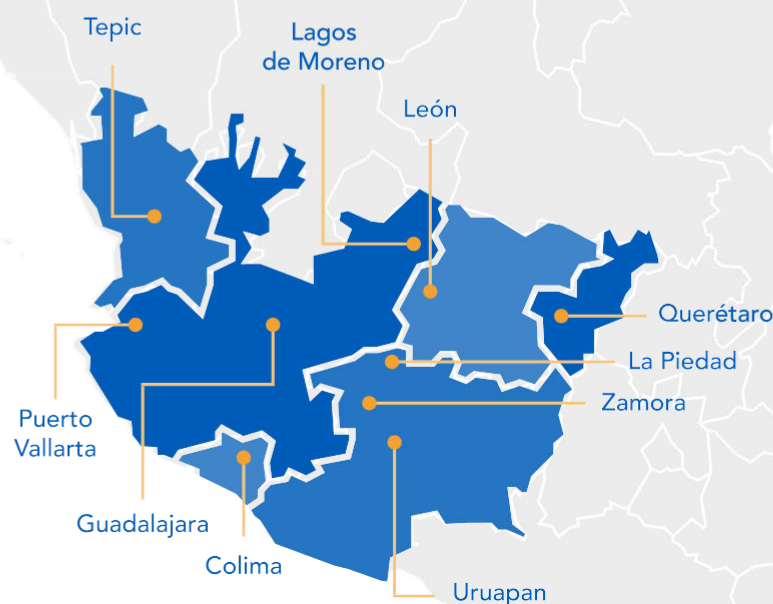 Tepic
Lagos
de Moreno
León
Querétaro
La Piedad
Zamora
Puerto
Vallarta
Guadalajara
Colima
Uruapan